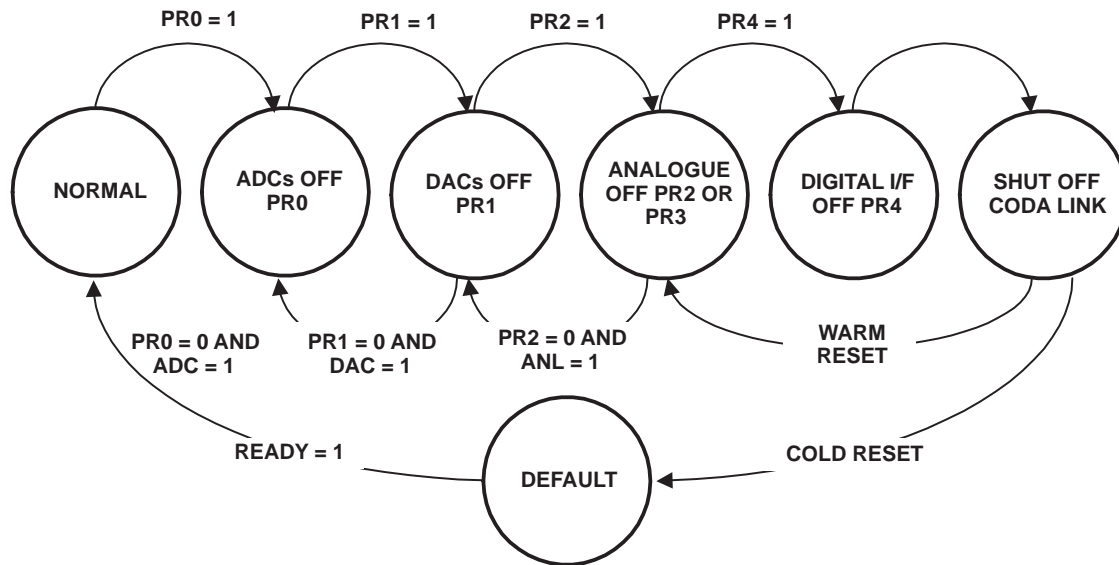 PR0 = 1
PR1 = 1
PR2 = 1
PR4 = 1
NORMAL
ADCs OFF
PR0
DACs OFF
PR1
ANALOGUE
OFF PR2 OR
PR3
DIGITAL I/F
OFF PR4
SHUT OFF
CODA LINK
PR0 = 0 AND
ADC = 1
PR1 = 0 AND
DAC = 1
PR2 = 0 AND
ANL = 1
WARM
RESET
READY = 1
DEFAULT
COLD RESET